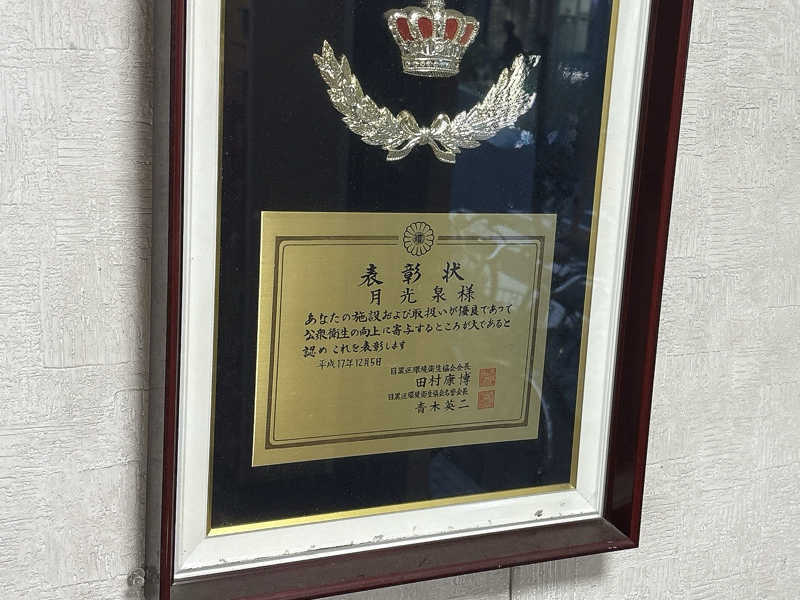 表彰状
月光泉様
あなたの施設および取扱いが優良であって
公衆衛生の向上に寄与するところが大であると
認めこれを表彰します
平成17年12月5日
目黒区環境衛生協会会長
田村康博
目黒区環境衛生協会名誉会長
青木英二